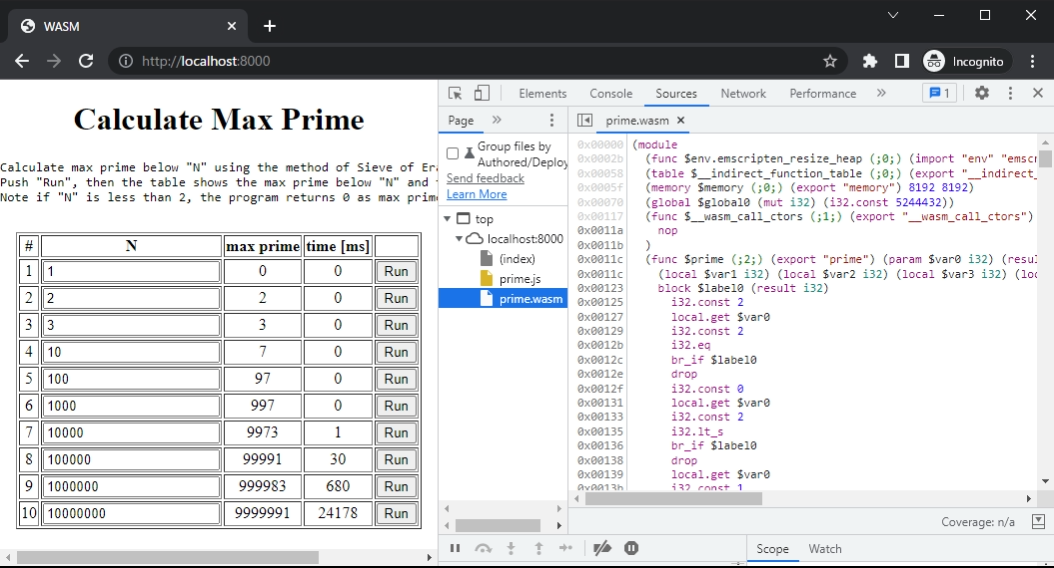 WASM
http://localhost:8000
Incognito
Calculate Max Prime
Calculate max prime below "N" using the method of Sieve of Era
Push "Run", then the table shows the max prime below "N" and
Note if "N" is less than 2, the program returns 0 as max prime
# N max prime time [ms]
1 1 0 0 Run
2 2 2 0 Run
3 3 3 0 Run
4 10 7 0 Run
5 100 97 0 Run
6 1000 997 0 Run
7 10000 9973 1 Run
8 100000 99991 30 Run
9 1000000 999983 680 Run
10 10000000 9999991 24178 Run
Elements Console Sources Network Performance » 1
Page »
Group files by
Authored/Deploy
Send feedback
Learn More
top
localhost:8000
(index)
prime.js
prime.wasm
prime.wasm
0x00000 (module
0x0002b (func $env.emscripten_resize_heap (;0;) (import "env" "emscr
0x00058 (table $__indirect_function_table (;0;) (export "__indirect_
0x0005f (memory $memory (;0;) (export "memory") 8192 8192)
0x00070 (global $global0 (mut i32) (i32.const 5244432))
0x00117 (func $__wasm_call_ctors (;1;) (export "__wasm_call_ctors")
0x0011a nop
0x0011b )
0x0011c (func $prime (;2;) (export "prime") (param $var0 i32) (resul
0x0011c (local $var1 i32) (local $var2 i32) (local $var3 i32) (loc
0x00123 block $label0 (result i32)
0x00125 i32.const 2
0x00127 local.get $var0
0x00129 i32.const 2
0x0012b i32.eq
0x0012c br_if $label0
0x0012e drop
0x0012f i32.const 0
0x00131 local.get $var0
0x00133 i32.const 2
0x00135 i32.lt_s
0x00136 br_if $label0
0x00138 drop
0x00139 local.get $var0
0x0013b i32.const 1
Coverage: n/a
Scope Watch